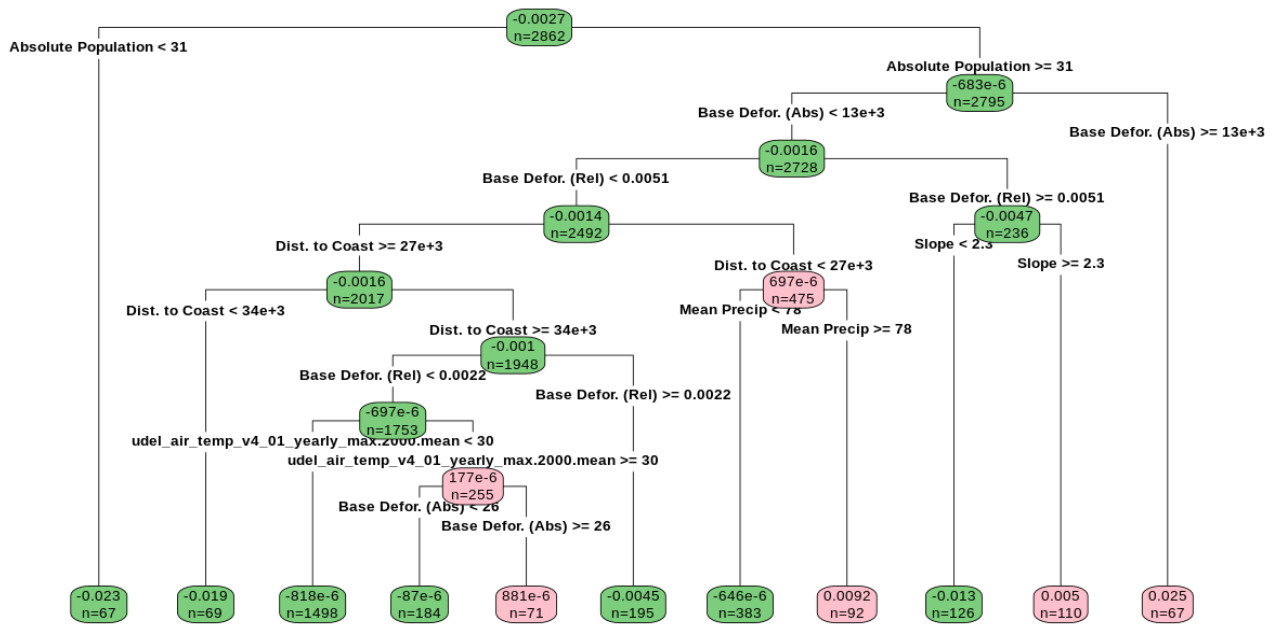 -0.0027
n=2862
Absolute Population < 31
Absolute Population >= 31
-683e-6
n=2795
Base Defor. (Abs) < 13e+3
Base Defor. (Abs) >= 13e+3
-0.0016
n=2728
Base Defor. (Rel) < 0.0051
Base Defor. (Rel) >= 0.0051
-0.0014
n=2492
-0.0047
n=236
Dist. to Coast >= 27e+3
Slope < 2.3
Dist. to Coast < 27e+3
Slope >= 2.3
-0.0016
n=2017
697e-6
n=475
Dist. to Coast < 34e+3
Mean Precip < 78
Dist. to Coast >= 34e+3
Mean Precip >= 78
-0.001
n=1948
Base Defor. (Rel) < 0.0022
Base Defor. (Rel) >= 0.0022
-697e-6
n=1753
udel_air_temp_v4_01_yearly_max.2000.mean < 30
udel_air_temp_v4_01_yearly_max.2000.mean >= 30
177e-6
n=255
Base Defor. (Abs) < 26
Base Defor. (Abs) >= 26
-0.023
n=67
-0.019
n=69
-818e-6
n=1498
-87e-6
n=184
881e-6
n=71
-0.0045
n=195
-646e-6
n=383
0.0092
n=92
-0.013
n=126
0.005
n=110
0.025
n=67